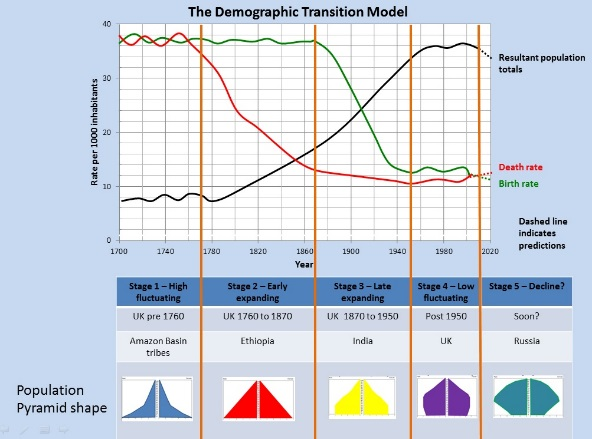 The Demographic Transition Model
40
30
20
10
0
Rate per 1000 inhabitants
1700
1740
1780
1820
1860
1900
1940
1980
2020
Year
Resultant population
totals
Death rate
Birth rate
Dashed line
indicates
predictions
Stage 1 – High
fluctuating
Stage 2 – Early
expanding
Stage 3 – Late
expanding
Stage 4 – Low
fluctuating
Stage 5 – Decline?
UK pre 1760
UK 1760 to 1870
UK 1870 to 1950
Post 1950
Soon?
Amazon Basin
tribes
Ethiopia
India
UK
Russia
Population
Pyramid shape